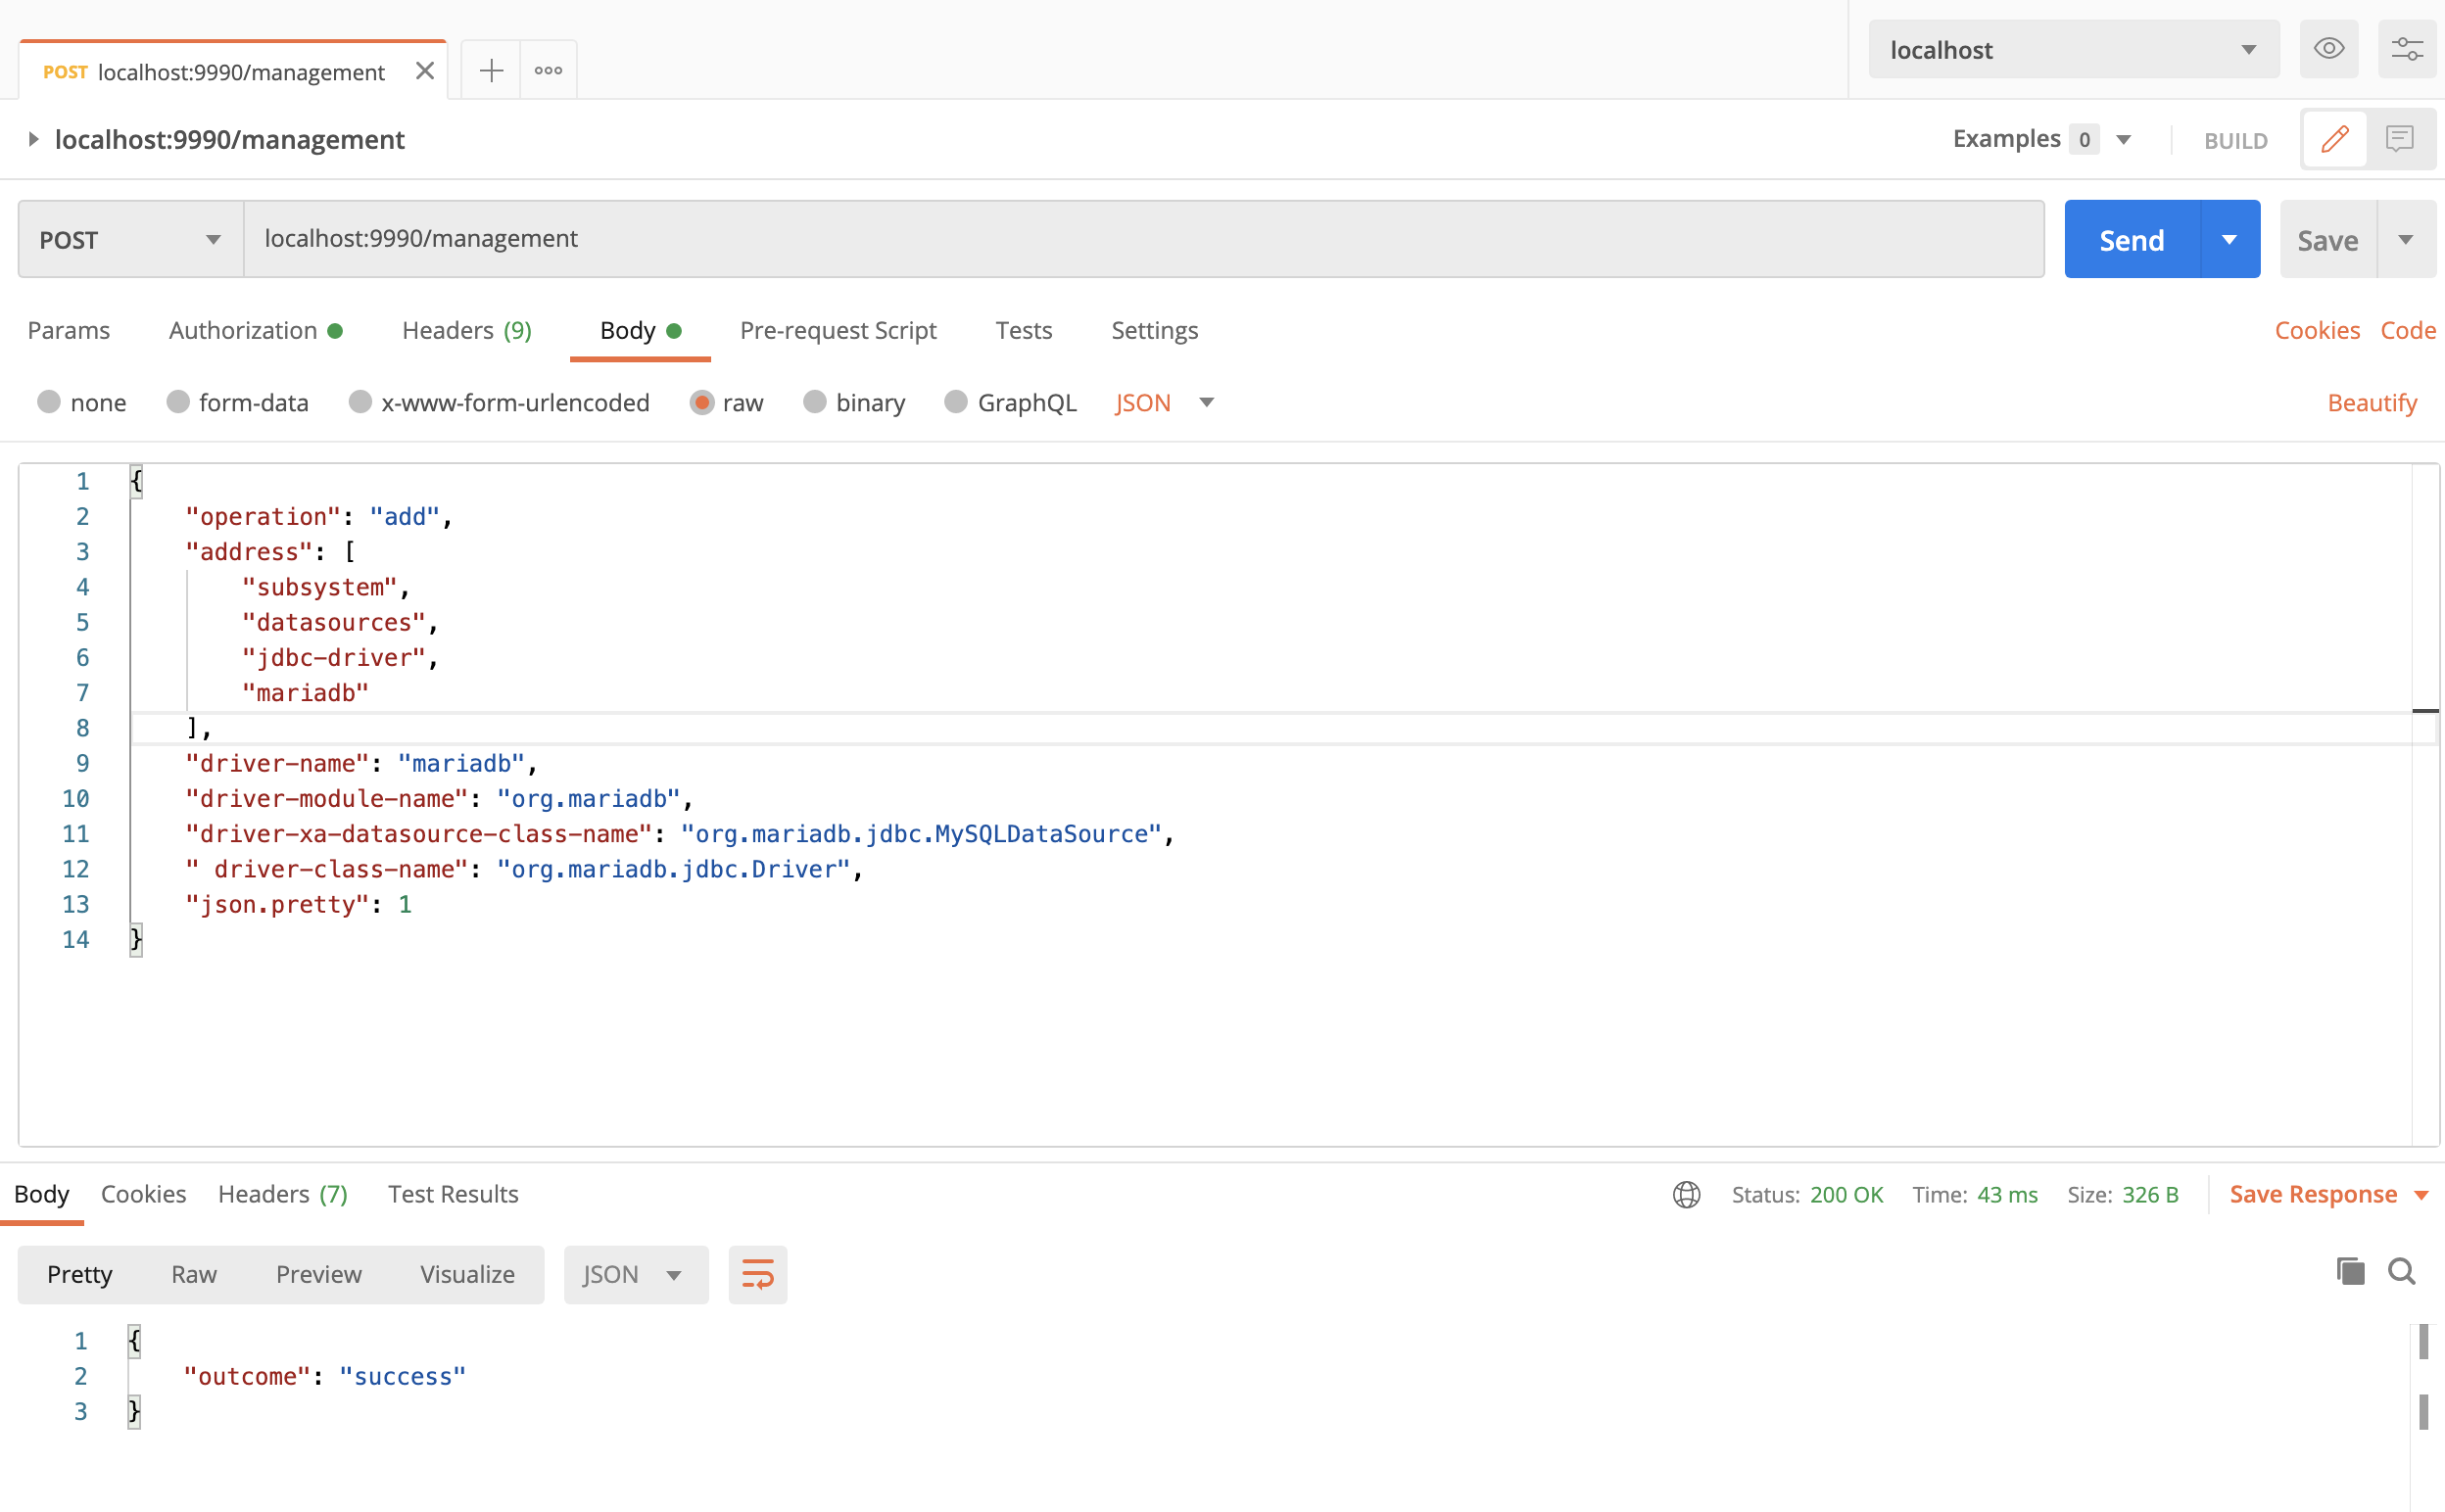 POST localhost:9990/management
localhost
localhost:9990/management
Examples 0 BUILD
POST localhost:9990/management Send Save
Params Authorization Headers (9) Body Pre-request Script Tests Settings Cookies Code
none form-data x-www-form-urlencoded raw binary GraphQL JSON Beautify
1 {
2 "operation": "add",
3 "address": [
4 "subsystem",
5 "datasources",
6 "jdbc-driver",
7 "mariadb"
8 ],
9 "driver-name": "mariadb",
10 "driver-module-name": "org.mariadb",
11 "driver-xa-datasource-class-name": "org.mariadb.jdbc.MySQLDataSource",
12 " driver-class-name": "org.mariadb.jdbc.Driver",
13 "json.pretty": 1
14 }
Body Cookies Headers (7) Test Results Status: 200 OK Time: 43 ms Size: 326 B Save Response
Pretty Raw Preview Visualize JSON
1 {
2 "outcome": "success"
3 }